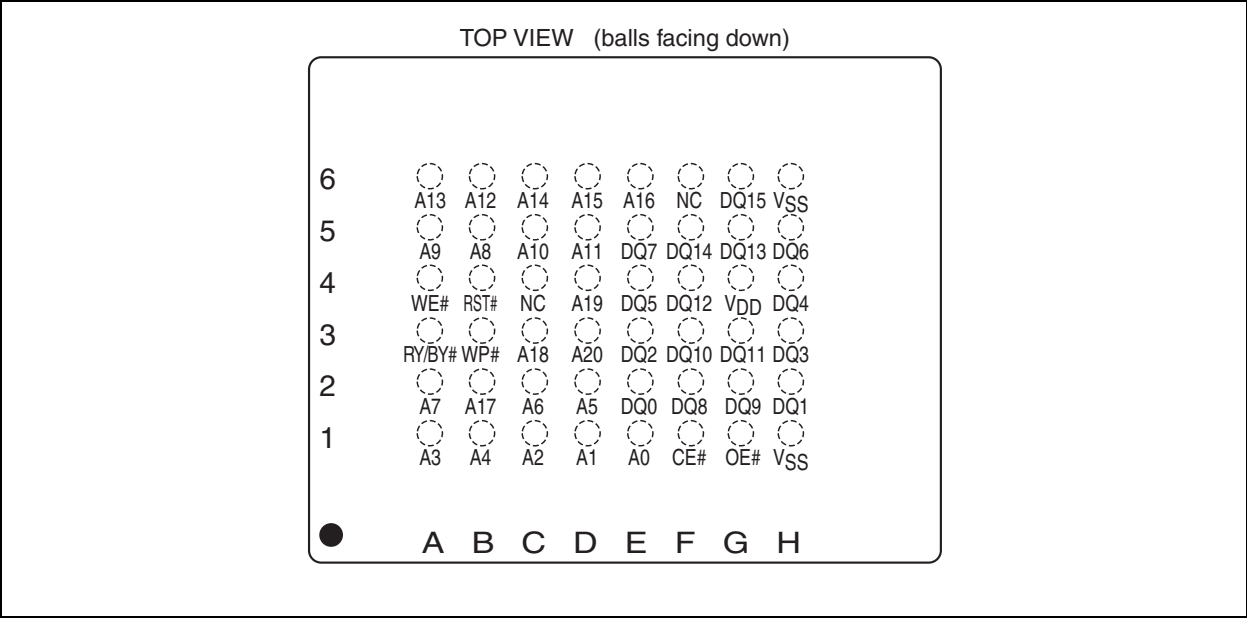 TOP VIEW (balls facing down)
6
A13 A12 A14 A15 A16 NC DQ15 VSS
5
A9 A8 A10 A11 DQ7 DQ14 DQ13 DQ6
4
WE# RST# NC A19 DQ5 DQ12 VDD DQ4
3
RY/BY# WP# A18 A20 DQ2 DQ10 DQ11 DQ3
2
A7 A17 A6 A5 DQ0 DQ8 DQ9 DQ1
1
A3 A4 A2 A1 A0 CE# OE# VSS
A B C D E F G H